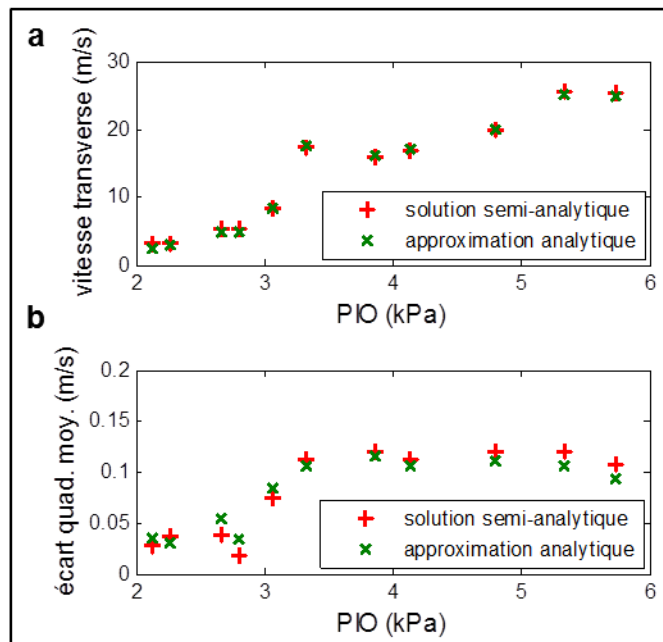 a
vitesse transverse (m/s)
30
20
10
0
2
3
4
5
6
solution semi-analytique
approximation analytique
PIO (kPa)
b
écart quad. moy. (m/s)
0.2
0.15
0.1
0.05
0
2
3
4
5
6
solution semi-analytique
approximation analytique
PIO (kPa)